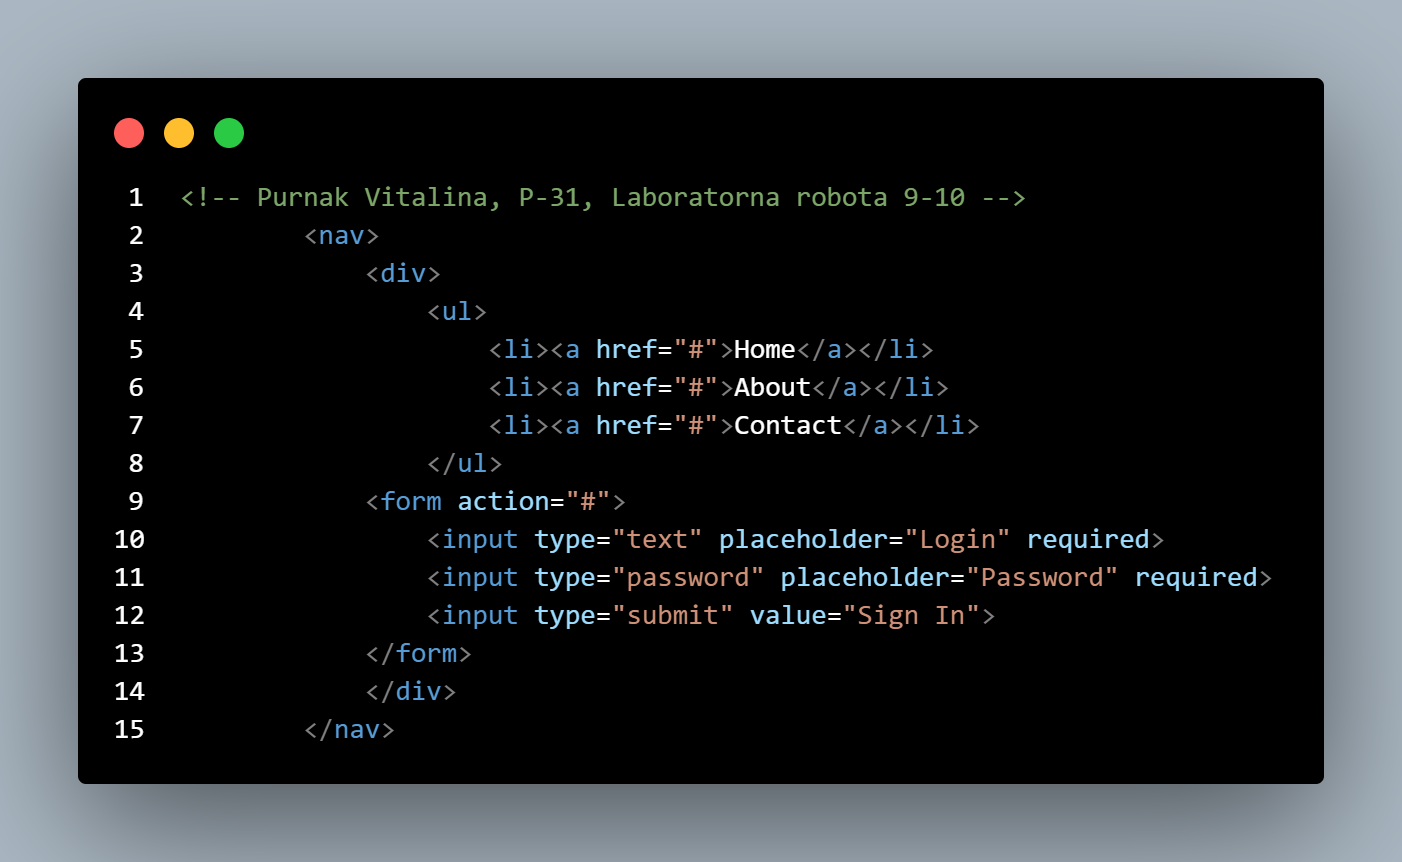 1 <!-- Purnak Vitalina, P-31, Laboratorna robota 9-10 -->
2         <nav>
3             <div>
4                 <ul>
5                     <li><a href="#">Home</a></li>
6                     <li><a href="#">About</a></li>
7                     <li><a href="#">Contact</a></li>
8                 </ul>
9             <form action="#">
10                 <input type="text" placeholder="Login" required>
11                 <input type="password" placeholder="Password" required>
12                 <input type="submit" value="Sign In">
13             </form>
14             </div>
15         </nav>